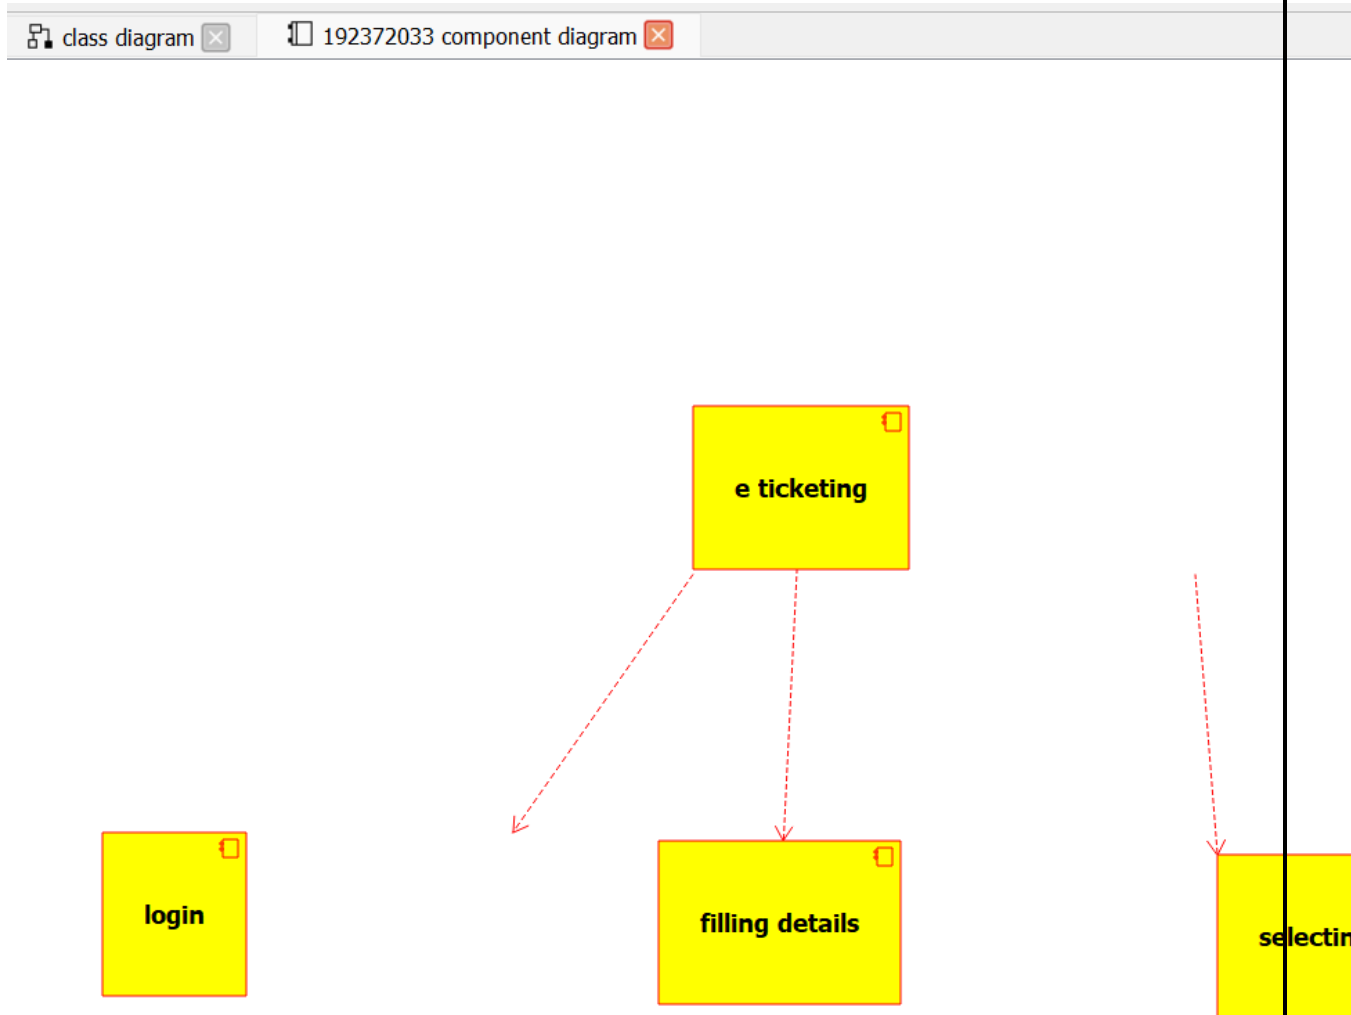 class diagram
192372033 component diagram
e ticketing
login
filling details